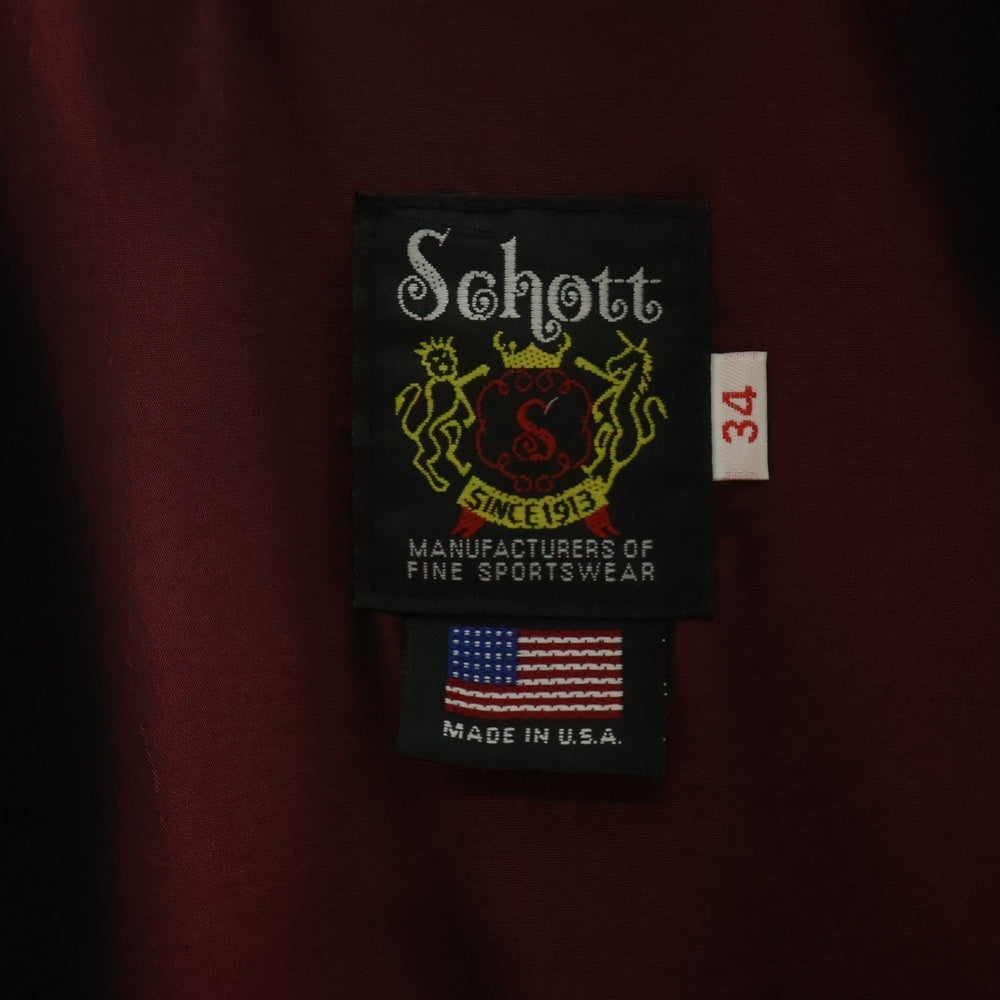 Schott
S
SINCE 1913
MANUFACTURERS OF
FINE SPORTSWEAR
34
MADE IN U.S.A.